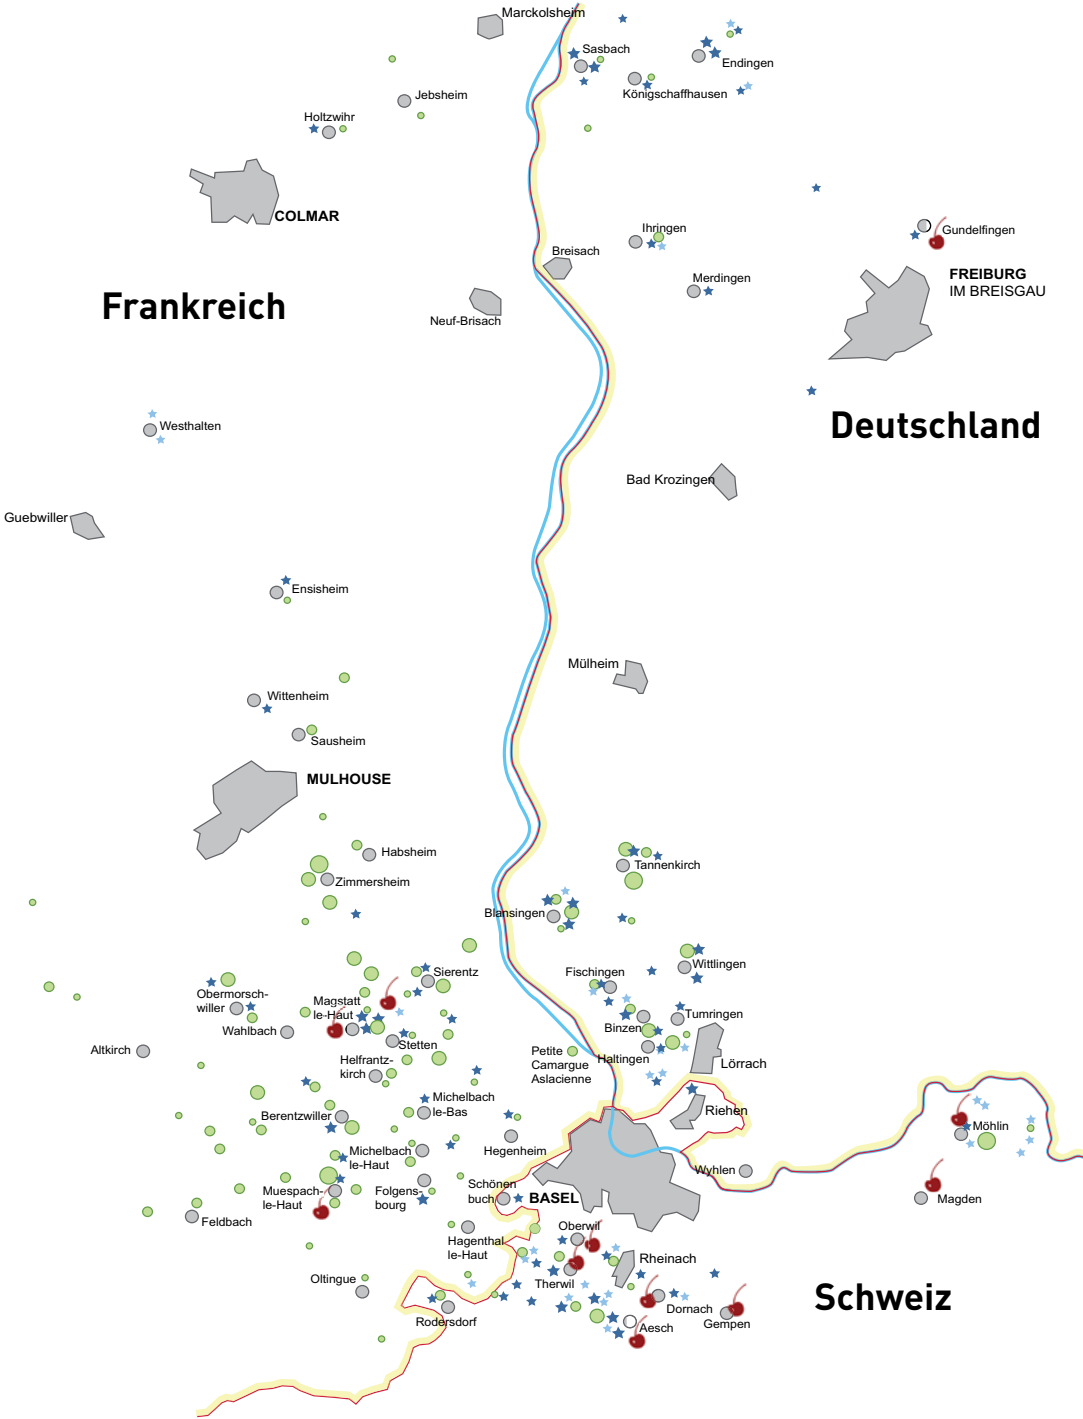 Marckolsheim
Sasbach
Endingen
Königschaffhausen
Jebsheim
Holtzwihr
COLMAR
Ihringen
Gundelfingen
Breisach
Merdingen
FREIBURG
IM BREISGAU
Frankreich
Neuf-Brisach
Deutschland
Westhalten
Bad Krozingen
Guebwiller
Ensisheim
Mülheim
Wittenheim
Sausheim
MULHOUSE
Habsheim
Tannenkirch
Zimmersheim
Blansingen
Wittlingen
Fischingen
Sierentz
Obermorsch-
willer
Magstatt
le-Haut
Tumringen
Binzen
Wahlbach
Stetten
Altkirch
Petite
Camargue
Aslacienne
Haltingen
Lörrach
Helfrantz-
kirch
Michelbach
le-Bas
Riehen
Berentzwiller
Möhlin
Hegenheim
Michelbach
le-Haut
Wyhlen
Schönen
buch
BASEL
Muespach-
le-Haut
Folgens-
bourg
Magden
Feldbach
Oberwil
Hagenthal
le-Haut
Rheinach
Oltingue
Therwil
Schweiz
Dornach
Rodersdorf
Gempen
Aesch